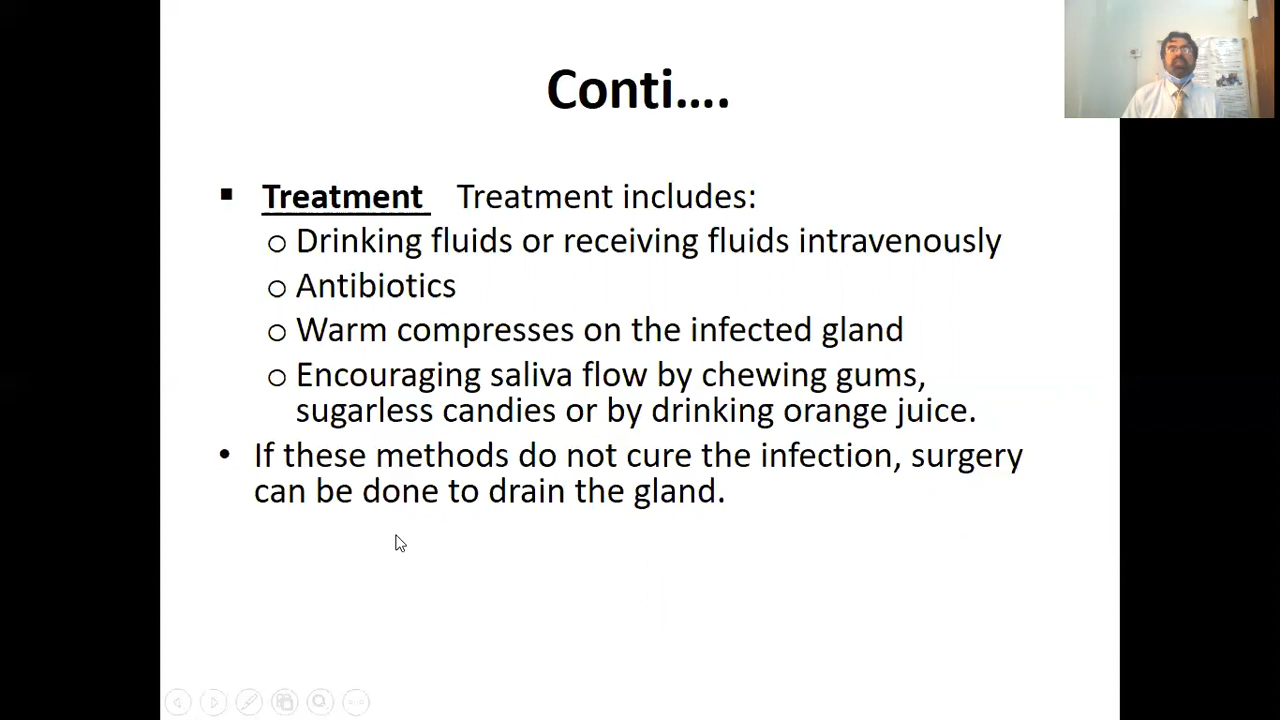 Conti....
Treatment Treatment includes:
Drinking fluids or receiving fluids intravenously
Antibiotics
Warm compresses on the infected gland
Encouraging saliva flow by chewing gums,
sugarless candies or by drinking orange juice.
If these methods do not cure the infection, surgery
can be done to drain the gland.